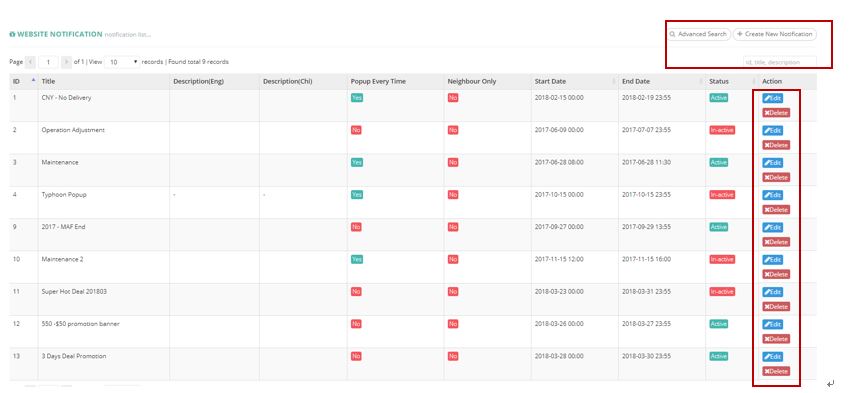 WEBSITE NOTIFICATION notification list...
Advanced Search + Create New Notification
Page < 1 > of 1 | View 10 records | Found total 9 records
id, title, description
ID Title Description(Eng) Description(Chi) Popup Every Time Neighbour Only Start Date End Date Status Action
1 CNY - No Delivery Yes No 2018-02-15 00:00 2018-02-19 23:55 Active Edit
Delete
2 Operation Adjustment No No 2017-06-09 00:00 2017-07-07 23:55 In-active Edit
Delete
3 Maintenance Yes No 2017-06-28 08:00 2017-06-28 11:30 Active Edit
Delete
4 Typhoon Popup - - Yes No 2017-10-15 00:00 2017-10-15 23:55 In-active Edit
Delete
9 2017 - MAF End No No 2017-09-27 00:00 2017-09-29 13:55 Active Edit
Delete
10 Maintenance 2 Yes No 2017-11-15 12:00 2017-11-15 16:00 In-active Edit
Delete
11 Super Hot Deal 201803 No No 2018-03-23 00:00 2018-03-31 23:55 In-active Edit
Delete
12 550 -$50 promotion banner No No 2018-03-26 00:00 2018-03-27 23:55 Active Edit
Delete
13 3 Days Deal Promotion No No 2018-03-28 00:00 2018-03-30 23:55 Active Edit
Delete